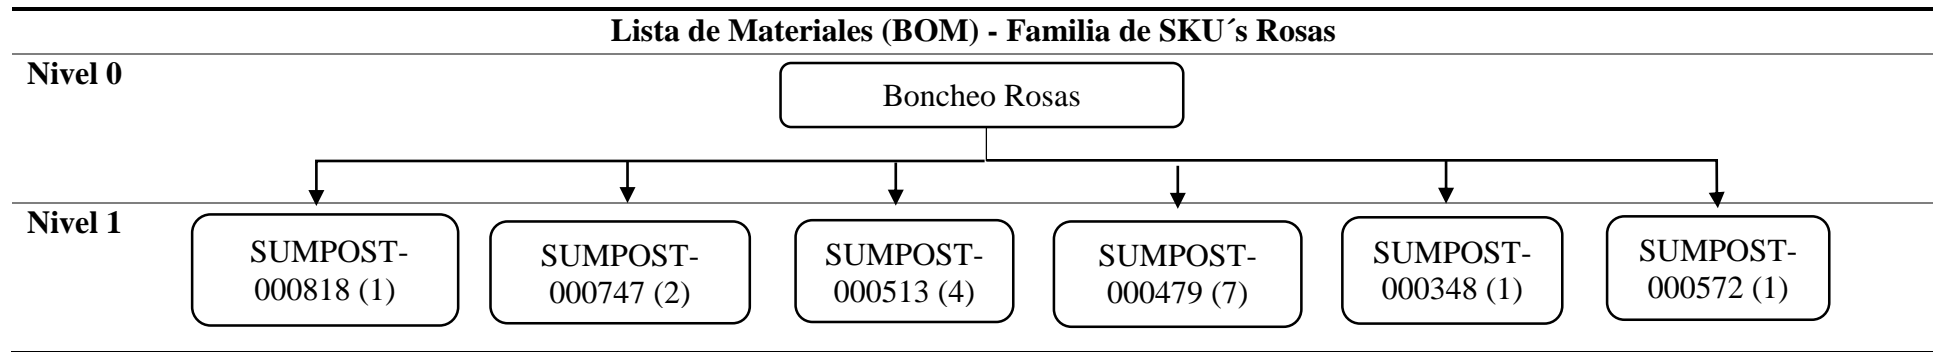 Lista de Materiales (BOM) - Familia de SKU´s Rosas
Nivel 0
Boncheo Rosas
Nivel 1
SUMPOST-
000818 (1)
SUMPOST-
000747 (2)
SUMPOST-
000513 (4)
SUMPOST-
000479 (7)
SUMPOST-
000348 (1)
SUMPOST-
000572 (1)